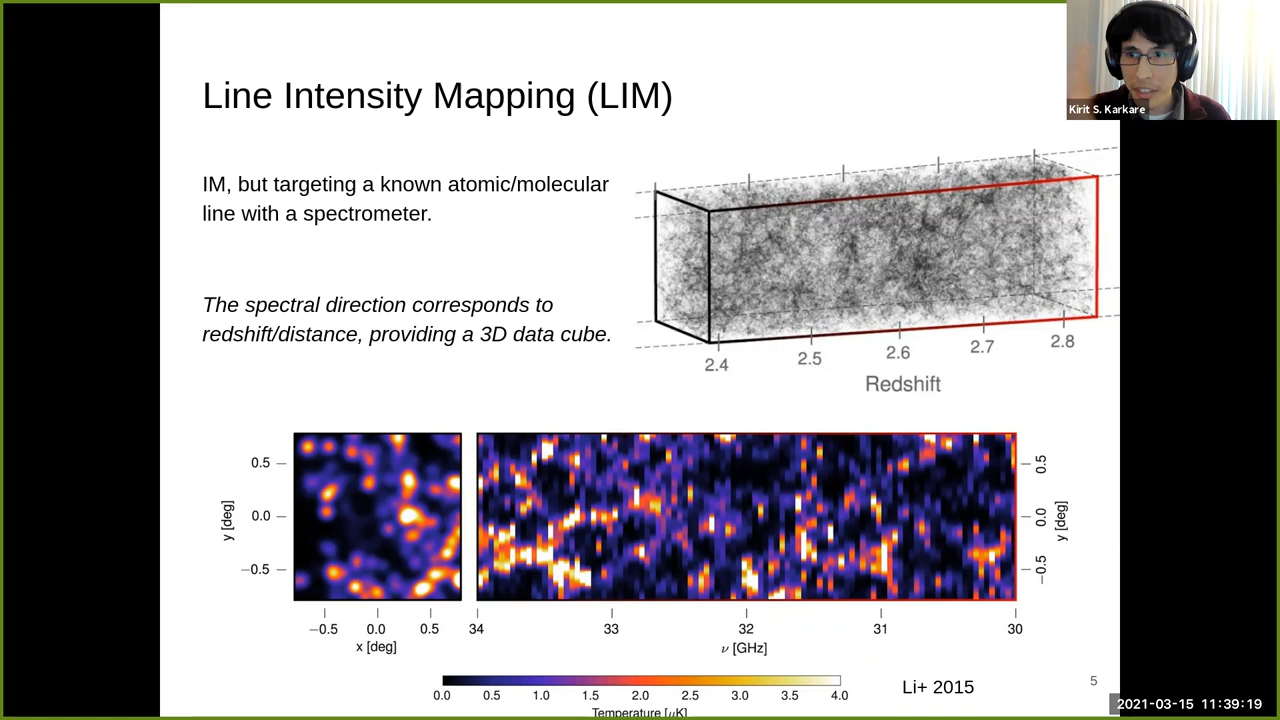 Kirit S. Karkare
Line Intensity Mapping (LIM)
IM, but targeting a known atomic/molecular
line with a spectrometer.
The spectral direction corresponds to
redshift/distance, providing a 3D data cube.
2.4 2.5 2.6 2.7 2.8
Redshift
0.5
0.0
−0.5
y [deg]
−0.5 0.0 0.5
x [deg]
34 33 32 31 30
ν [GHz]
0.5
0.0
−0.5
y [deg]
0.0 0.5 1.0 1.5 2.0 2.5 3.0 3.5 4.0
Temperature [μK]
Li+ 2015
5
2021-03-15 11:39:19